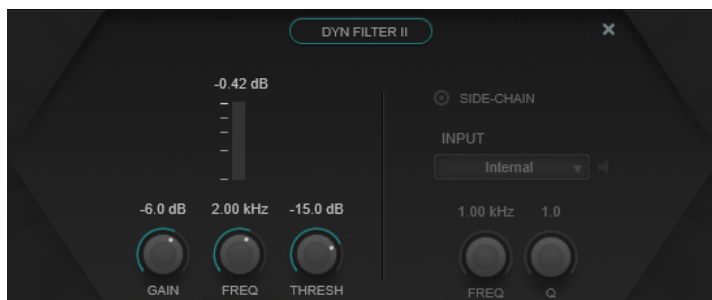 DYN FILTER II
-0.42 dB
SIDE-CHAIN
INPUT
Internal
-6.0 dB 2.00 kHz -15.0 dB
1.00 kHz 1.0
GAIN FREQ THRESH
FREQ Q